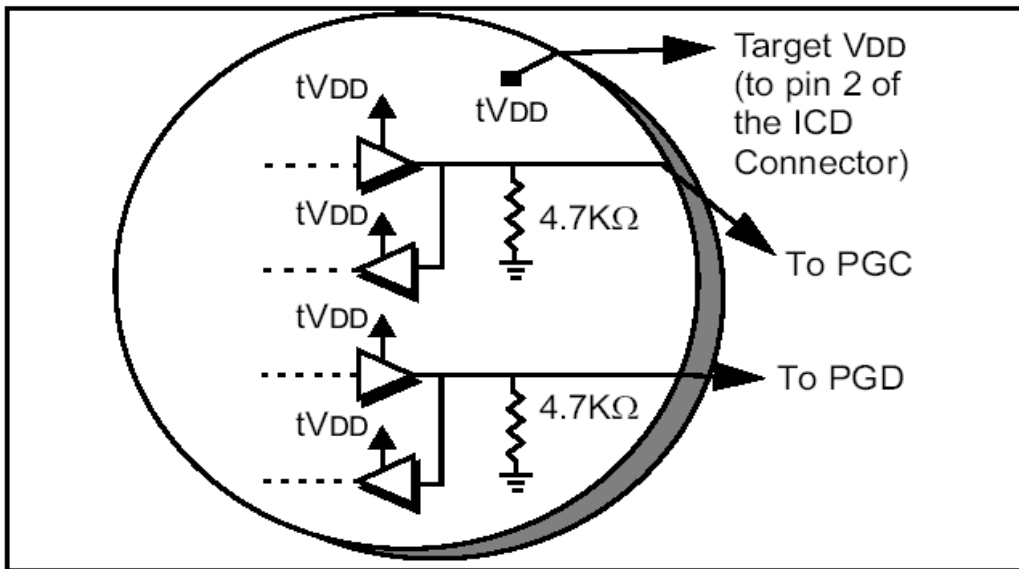 Target VDD
(to pin 2 of
the ICD
Connector)
tVDD
tVDD
tVDD
4.7KΩ
To PGC
tVDD
To PGD
4.7KΩ
tVDD